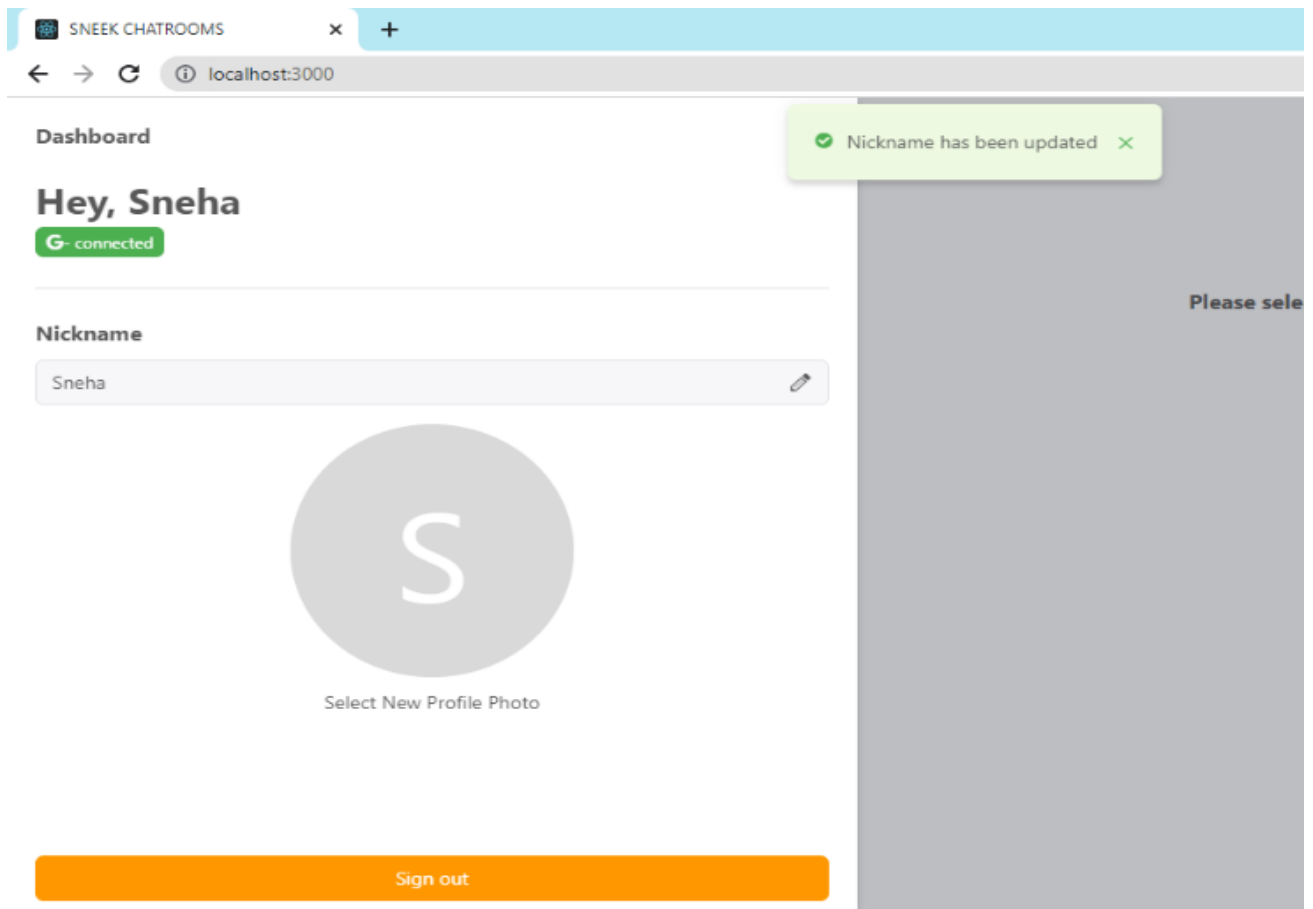 SNEEK CHATROOMS
localhost:3000
Dashboard
Nickname has been updated
Hey, Sneha
G- connected
Please sele
Nickname
Sneha
S
Select New Profile Photo
Sign out